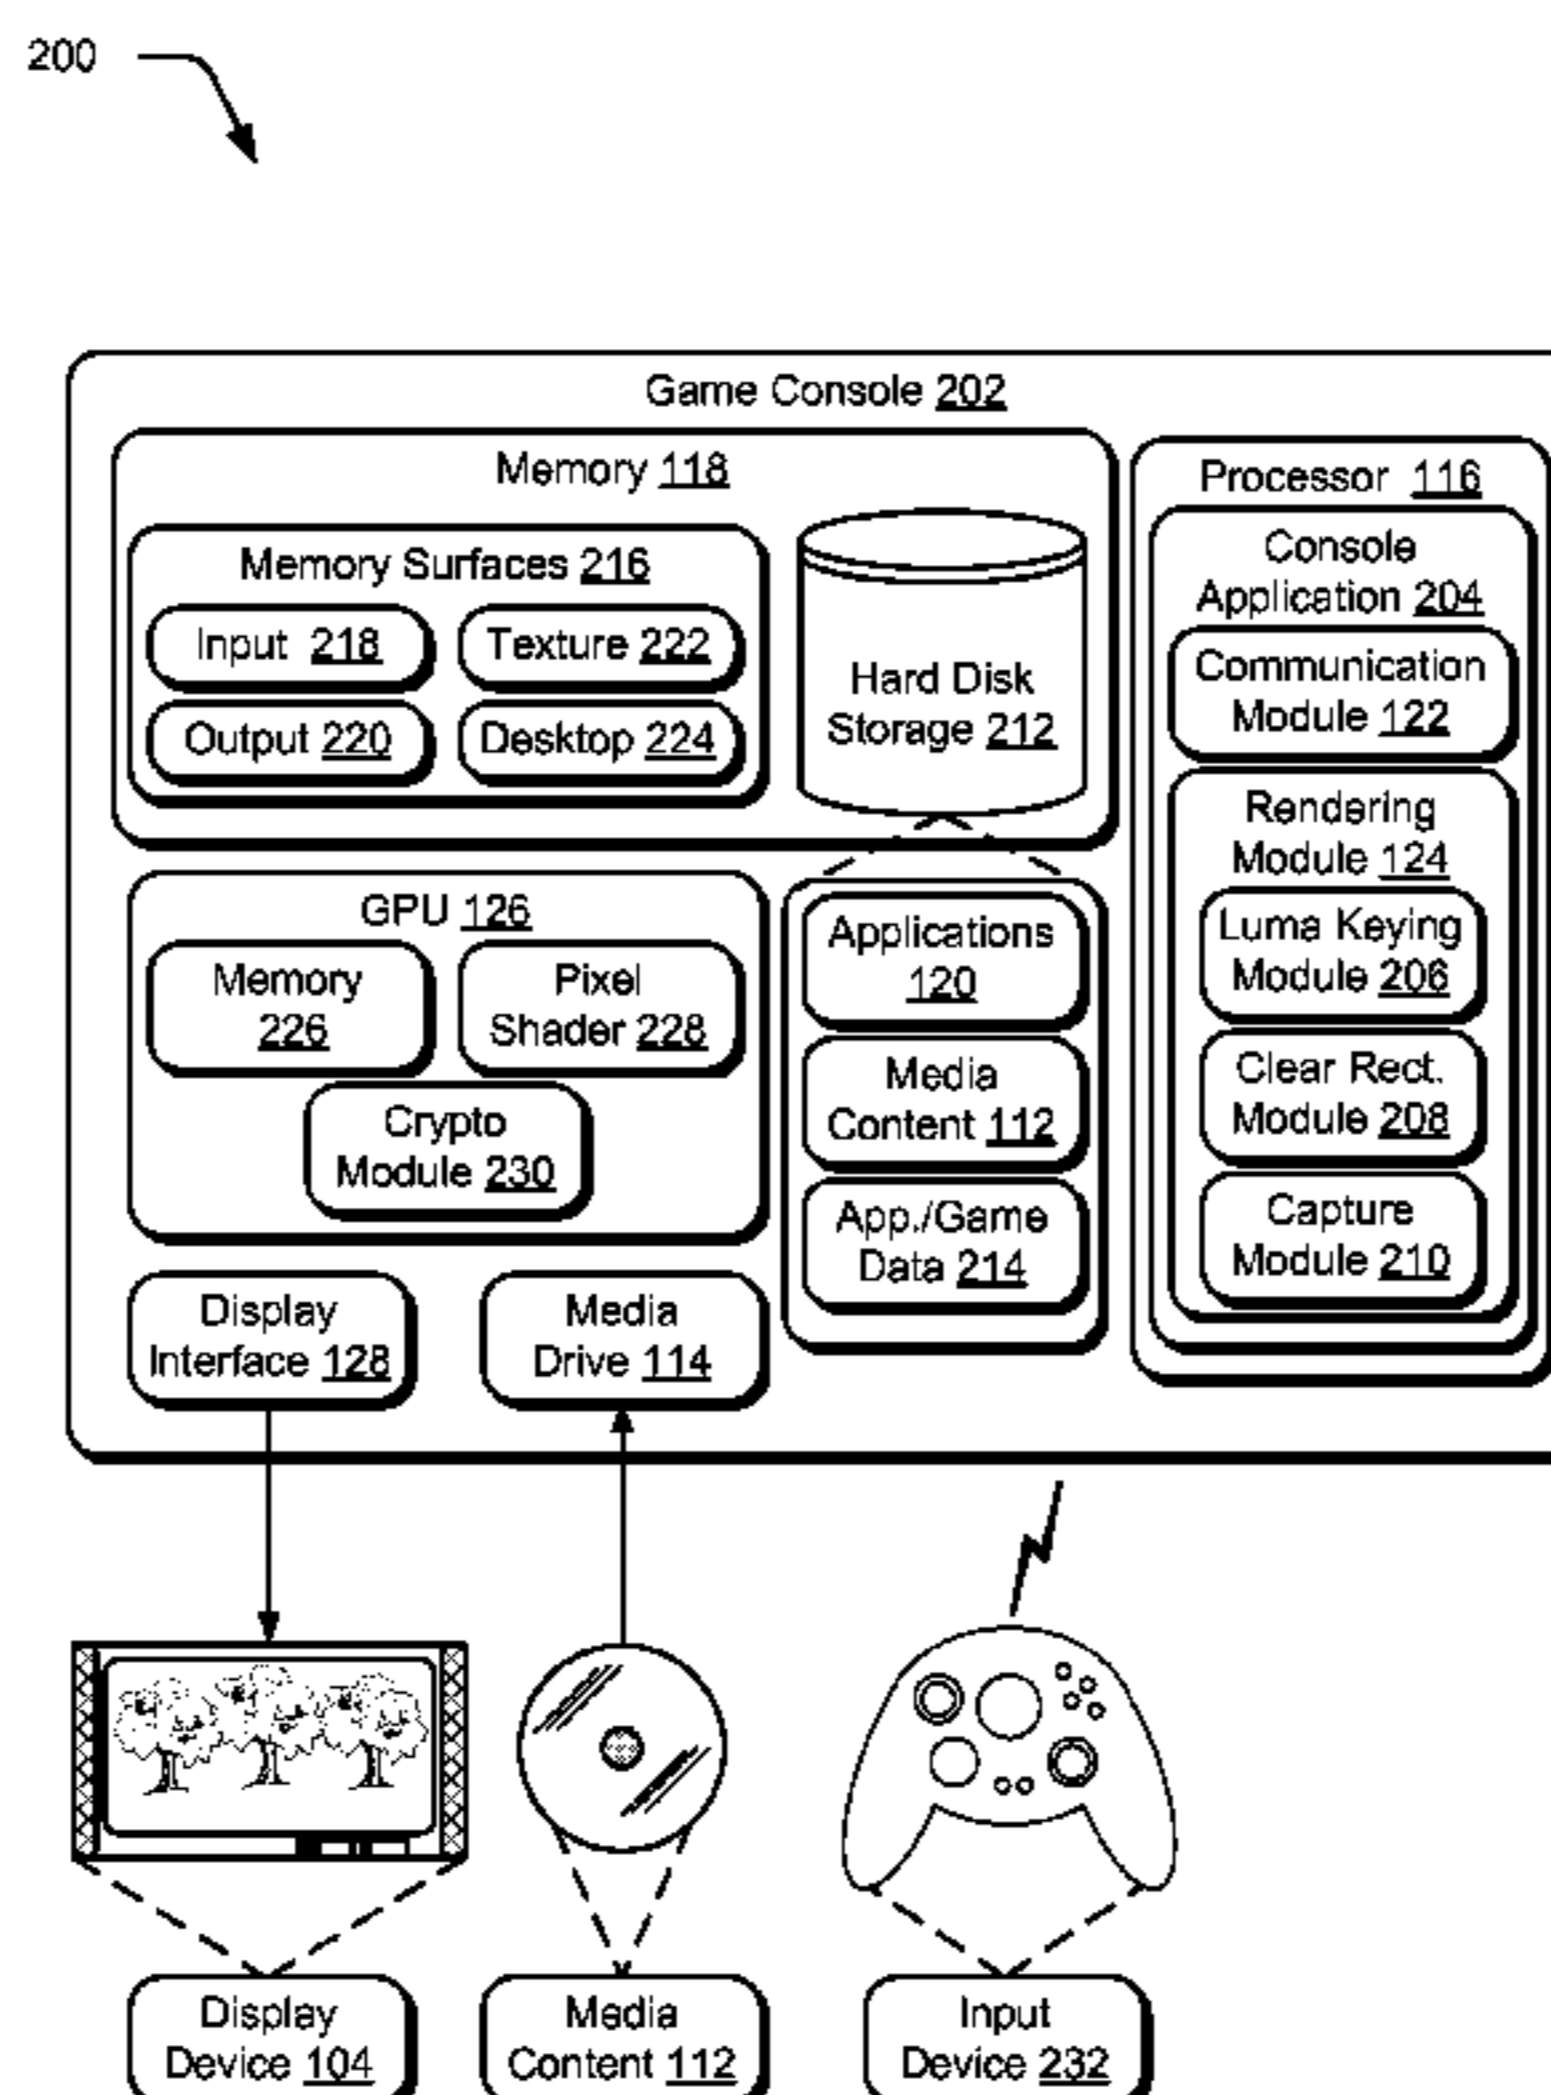 200
Game Console 202
Memory 118
Memory Surfaces 216
Input 218
Texture 222
Output 220
Desktop 224
Hard Disk
Storage 212
GPU 126
Memory
226
Pixel
Shader 228
Crypto
Module 230
Applications
120
Media
Content 112
App./Game
Data 214
Display
Interface 128
Media
Drive 114
Processor 116
Console
Application 204
Communication
Module 122
Rendering
Module 124
Luma Keying
Module 206
Clear Rect.
Module 208
Capture
Module 210
Display
Device 104
Media
Content 112
Input
Device 232